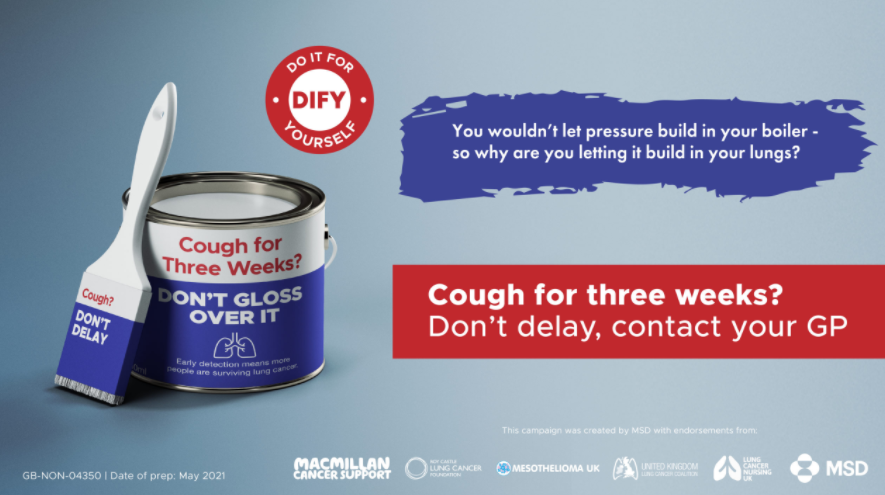 DO IT FOR
DIFY
YOURSELF
You wouldn't let pressure build in your boiler -
so why are you letting it build in your lungs?
Cough for
Three Weeks?
DON'T GLOSS
OVER IT
Early detection means more
people are surviving lung cancer.
Cough?
DON'T
DELAY
Cough for three weeks?
Don't delay, contact your GP
This campaign was created by MSD with endorsements from:
GB-NON-04350 | Date of prep: May 2021
MACMILLAN
CANCER SUPPORT
ROY CASTLE
LUNG CANCER
FOUNDATION
MESOTHELIOMA UK
UNITED KINGDOM
LUNG CANCER COALITION
LUNG
CANCER
NURSING
UK
MSD